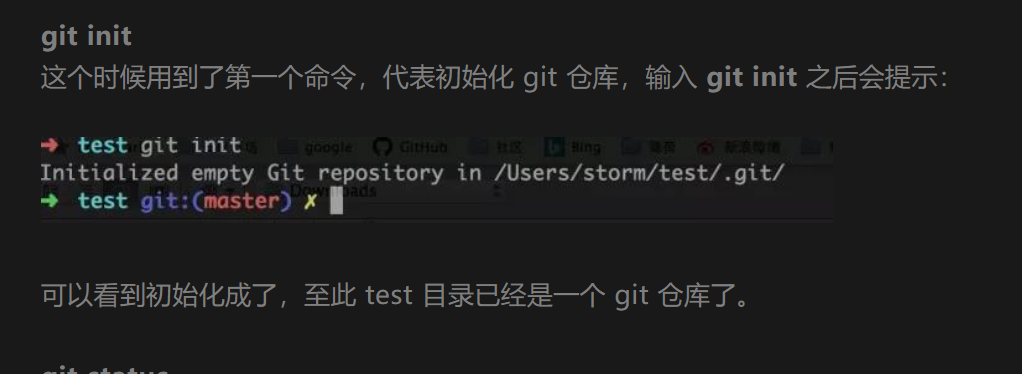 git init
这个时候用到了第一个命令，代表初始化 git 仓库，输入 git init 之后会提示：
➜ test git init
google GitHub 社区 Bing 新浪微博
Initialized empty Git repository in /Users/storm/test/.git/
➜ test git:(master) ✗
可以看到初始化成了，至此 test 目录已经是一个 git 仓库了。
git status